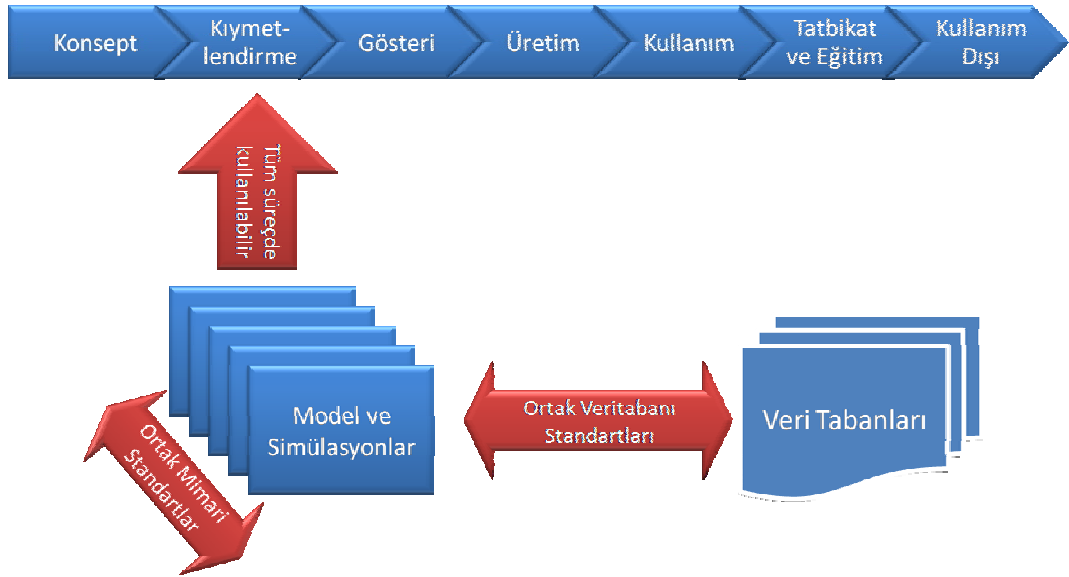 Konsept
Kıymet-
lendirme
Gösteri
Üretim
Kullanım
Tatbikat
ve Eğitim
Kullanım
Dışı
Tüm süreçde
kullanılabilir
Model ve
Simülasyonlar
Ortak Mimari
Standartlar
Ortak Veritabanı
Standartları
Veri Tabanları